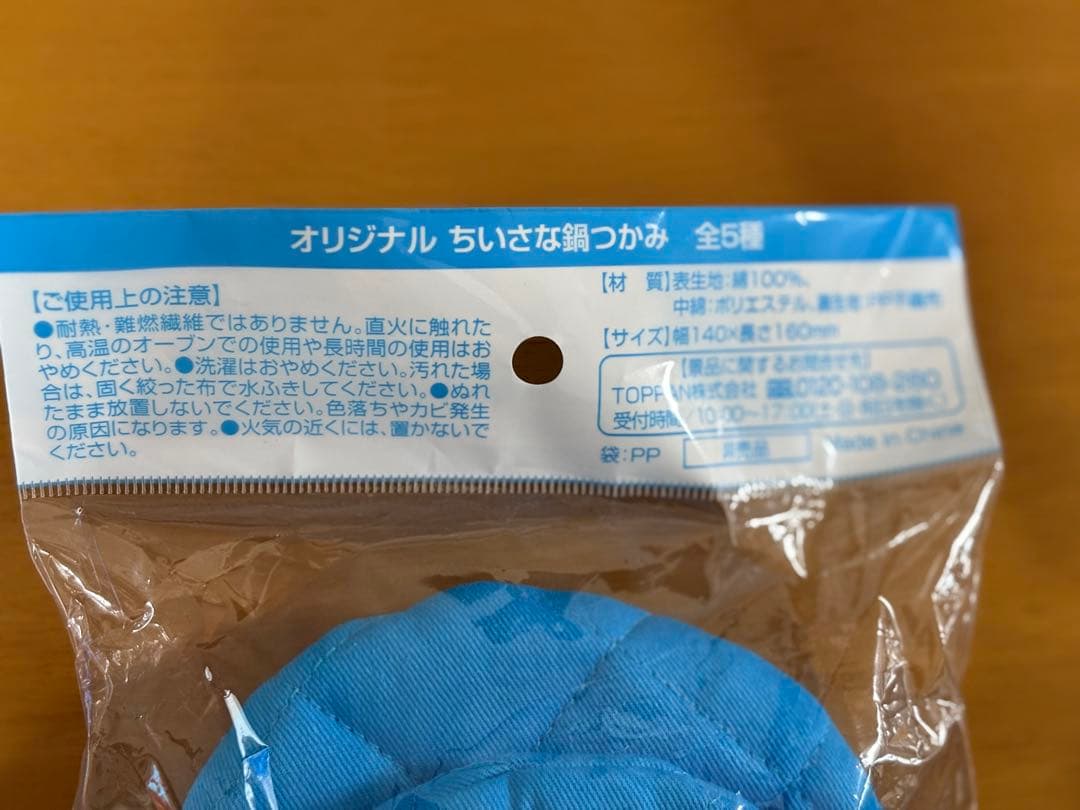 オリジナル ちいさな鍋つかみ 全5種
【ご使用上の注意】
●耐熱・難燃繊維ではありません。直火に触れた
り、高温のオーブンでの使用や長時間の使用はお
やめください。●洗濯はおやめください。汚れた場
合は、固く絞った布で水ふきしてください。●ぬれ
たまま放置しないでください。色落ちやカビ発生
の原因になります。●火気の近くには、置かないで
ください。
【材　質】表生地:綿100%、
中綿:ポリエステル、
【サイズ】幅140×長さ160mm
【景品に関するお問合せ先】
TOPPAN株式会社
受付時間/10:00〜17:00
袋:PP
非売品
Made in China